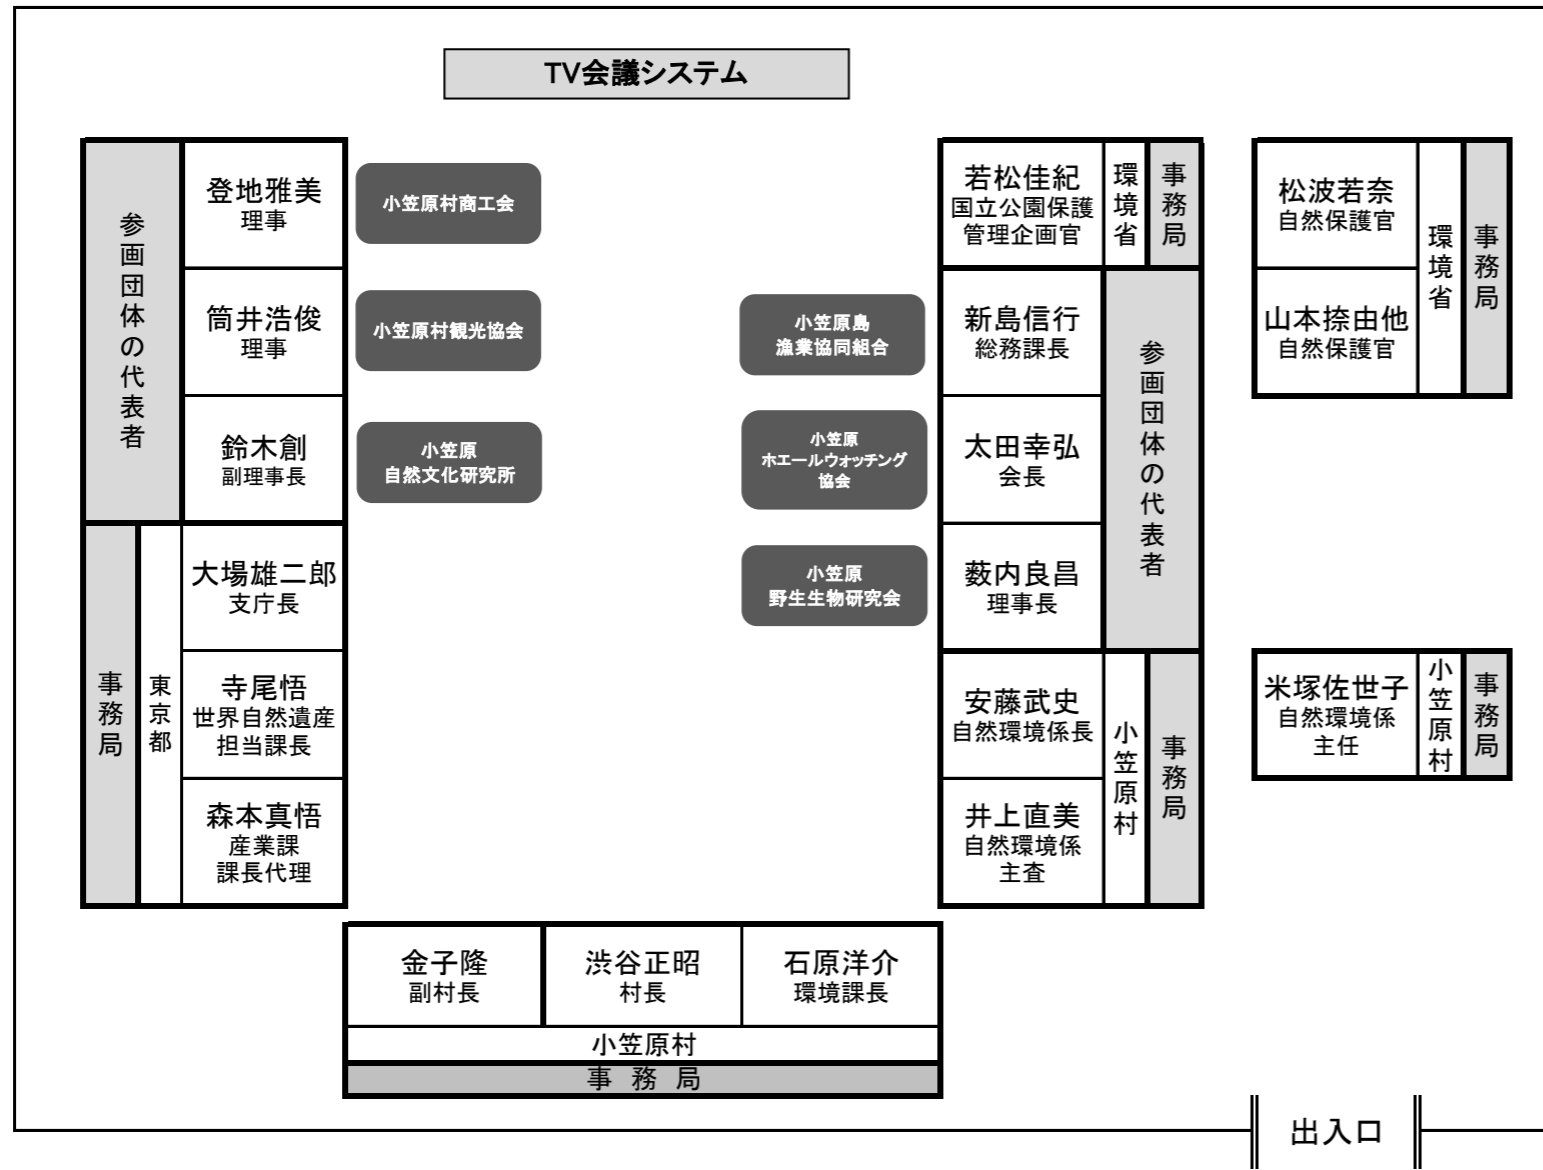 TV会議システム
参画団体の代表者
登地雅美
理事
小笠原村商工会
筒井浩俊
理事
小笠原村観光協会
鈴木創
副理事長
小笠原
自然文化研究所
事務局
東京都
大場雄二郎
支庁長
寺尾悟
世界自然遺産
担当課長
森本真悟
産業課
課長代理
若松佳紀
国立公園保護
管理企画官
環境省
事務局
小笠原島
漁業協同組合
新島信行
総務課長
参画団体の代表者
小笠原
ホエールウォッチング
協会
太田幸弘
会長
小笠原
野生生物研究会
薮内良昌
理事長
安藤武史
自然環境係長
小笠原村
事務局
井上直美
自然環境係
主査
松波若奈
自然保護官
環境省
事務局
山本捺由他
自然保護官
米塚佐世子
自然環境係
主任
小笠原村
事務局
金子隆
副村長
渋谷正昭
村長
石原洋介
環境課長
小笠原村
事務局
出入口